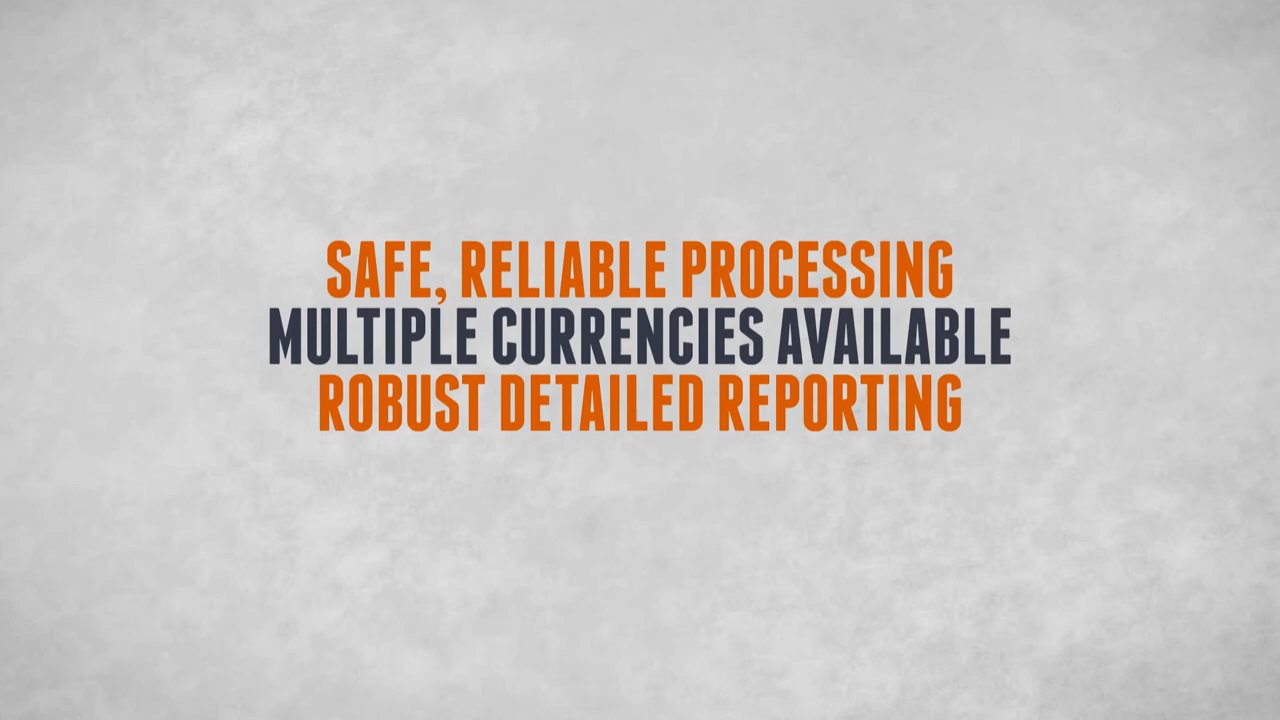 SAFE, RELIABLE PROCESSING
MULTIPLE CURRENCIES AVAILABLE
ROBUST DETAILED REPORTING